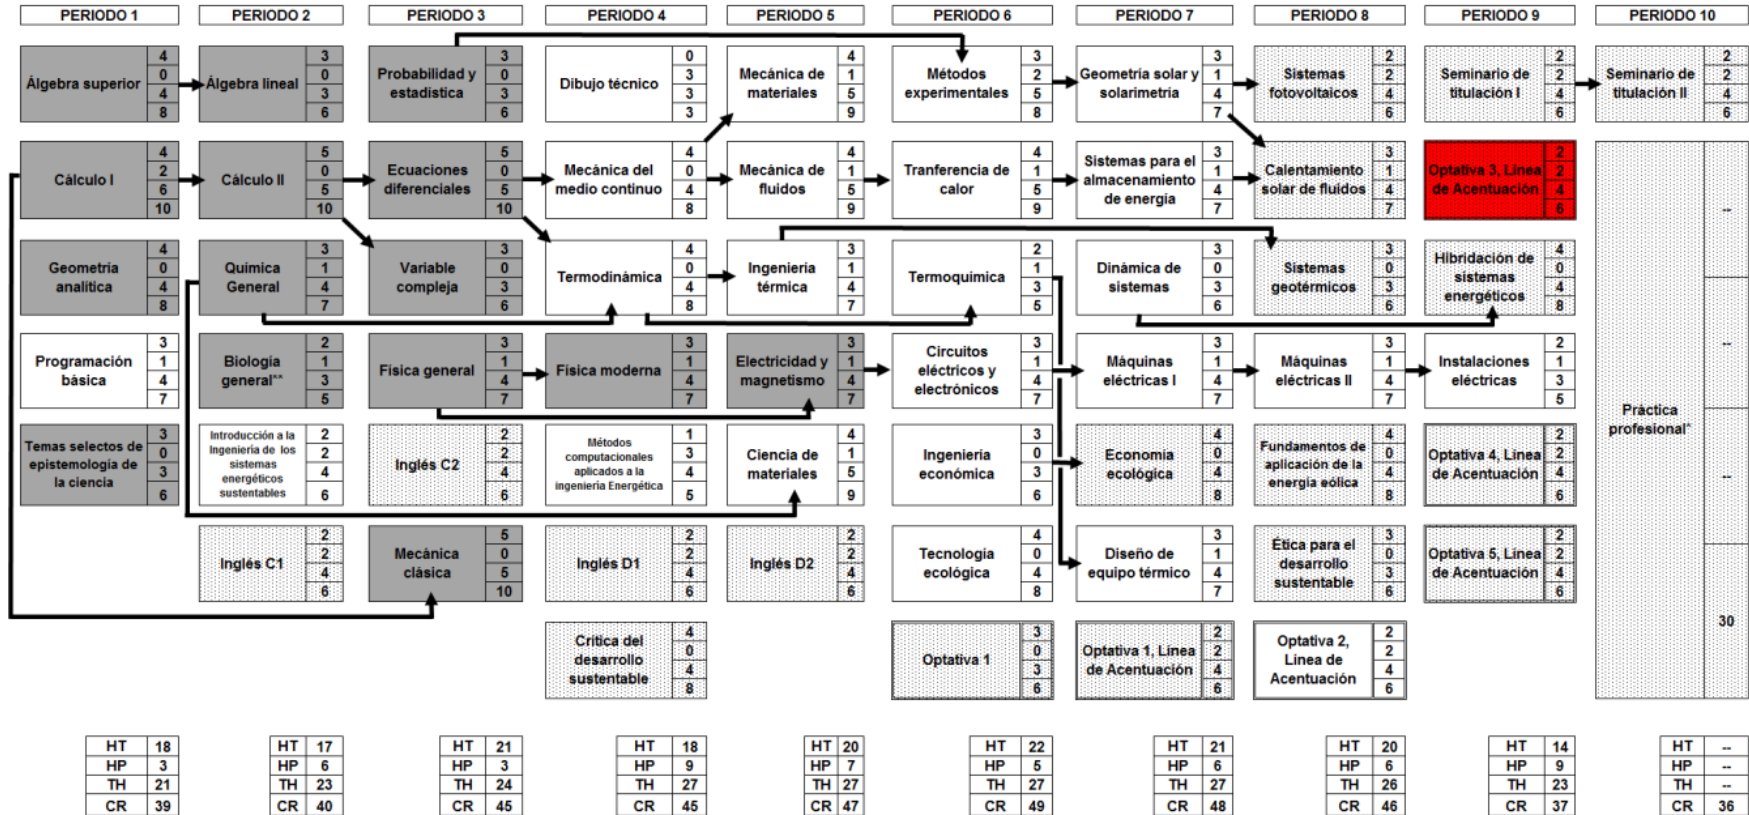 PERIODO 1
PERIODO 2
PERIODO 3
PERIODO 4
PERIODO 5
PERIODO 6
PERIODO 7
PERIODO 8
PERIODO 9
PERIODO 10
Álgebra superior
4
0
4
8
Álgebra lineal
3
0
3
6
Probabilidad y
estadística
3
0
3
6
Dibujo técnico
0
3
3
3
Mecánica de
materiales
4
1
5
9
Métodos
experimentales
3
2
5
8
Geometría solar y
solarimetría
3
1
4
7
Sistemas
fotovoltaicos
2
2
4
6
Seminario de
titulación I
2
2
4
6
Seminario de
titulación II
2
2
4
6
Cálculo I
4
2
6
10
Cálculo II
5
0
5
10
Ecuaciones
diferenciales
5
0
5
10
Mecánica del
medio continuo
4
0
4
8
Mecánica de
fluidos
4
1
5
9
Tranferencia de
calor
4
1
5
9
Sistemas para el
almacenamiento
de energía
3
1
4
7
Calentamiento
solar de fluidos
3
1
4
7
Optativa 3, Línea
de Acentuación
2
2
4
6
Práctica
profesional*
--
--
--
30
Geometría
analítica
4
0
4
8
Química
General
3
1
4
7
Variable
compleja
3
0
3
6
Termodinámica
4
0
4
8
Ingeniería
térmica
3
1
4
7
Termoquímica
2
1
3
5
Dinámica de
sistemas
3
0
3
6
Sistemas
geotérmicos
3
0
3
6
Hibridación de
sistemas
energéticos
4
0
4
8
Programación
básica
3
1
4
7
Biología
general**
2
1
3
5
Física general
3
1
4
7
Física moderna
3
1
4
7
Electricidad y
magnetismo
3
1
4
7
Circuitos
eléctricos y
electrónicos
3
1
4
7
Máquinas
eléctricas I
3
1
4
7
Máquinas
eléctricas II
3
1
4
7
Instalaciones
eléctricas
2
1
3
5
Temas selectos de
epistemología de
la ciencia
3
0
3
6
Introducción a la
Ingeniería de los
sistemas
energéticos
sustentables
2
2
4
6
Inglés C2
2
2
4
6
Métodos
computacionales
aplicados a la
ingeniería Energética
1
3
4
5
Ciencia de
materiales
4
1
5
9
Ingeniería
económica
3
0
3
6
Economía
ecológica
4
0
4
8
Fundamentos de
aplicación de la
energía eólica
4
0
4
8
Optativa 4, Línea
de Acentuación
2
2
4
6
Inglés C1
2
2
4
6
Mecánica
clásica
5
0
5
10
Inglés D1
2
2
4
6
Inglés D2
2
2
4
6
Tecnología
ecológica
4
0
4
8
Diseño de
equipo térmico
3
1
4
7
Ética para el
desarrollo
sustentable
3
0
3
6
Optativa 5, Línea
de Acentuación
2
2
4
6
Crítica del
desarrollo
sustentable
4
0
4
8
Optativa 1
3
0
3
6
Optativa 1, Línea
de Acentuación
2
2
4
6
Optativa 2,
Línea de
Acentuación
2
2
4
6
HT 18
HP 3
TH 21
CR 39
HT 17
HP 6
TH 23
CR 40
HT 21
HP 3
TH 24
CR 45
HT 18
HP 9
TH 27
CR 45
HT 20
HP 7
TH 27
CR 47
HT 22
HP 5
TH 27
CR 49
HT 21
HP 6
TH 27
CR 48
HT 20
HP 6
TH 26
CR 46
HT 14
HP 9
TH 23
CR 37
HT --
HP --
TH --
CR 36